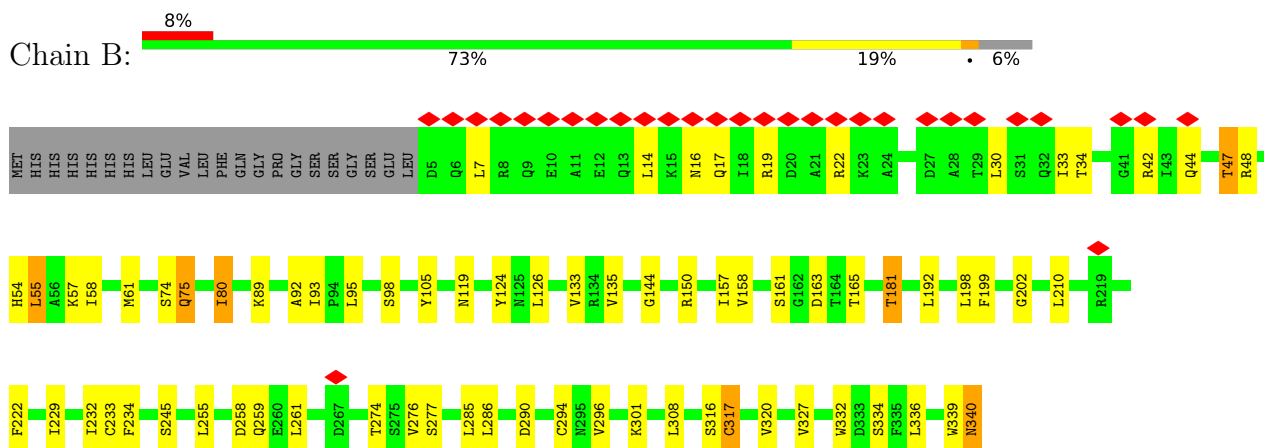 8%
Chain B:
73% 19% • 6%
MET HIS HIS HIS HIS HIS HIS LEU GLU VAL LEU PHE GLN GLY PRO GLY SER SER GLY SER GLU LEU D5 Q6 L7 R8 Q9 E10 A11 E12 Q13 L14 K15 N16 Q17 I18 R19 D20 A21 R22 K23 A24 D27 A28 T29 L30 S31 Q32 I33 T34 G41 R42 I43 Q44 T47 R48
H54 L55 A56 K57 I58 M61 S74 Q75 I80 K89 A92 I93 P94 L95 S98 Y105 N119 Y124 N125 L126 V133 R134 V135 G144 R150 I157 V158 S161 G162 D163 T164 T165 T181 L192 L198 F199 G202 L210 R219
F222 I229 I232 C233 F234 S245 L255 D258 Q259 E260 L261 D267 T274 S275 V276 S277 L285 L286 D290 C294 N295 V296 K301 L308 S316 C317 V320 V327 W332 D333 S334 F335 L336 W339 N340